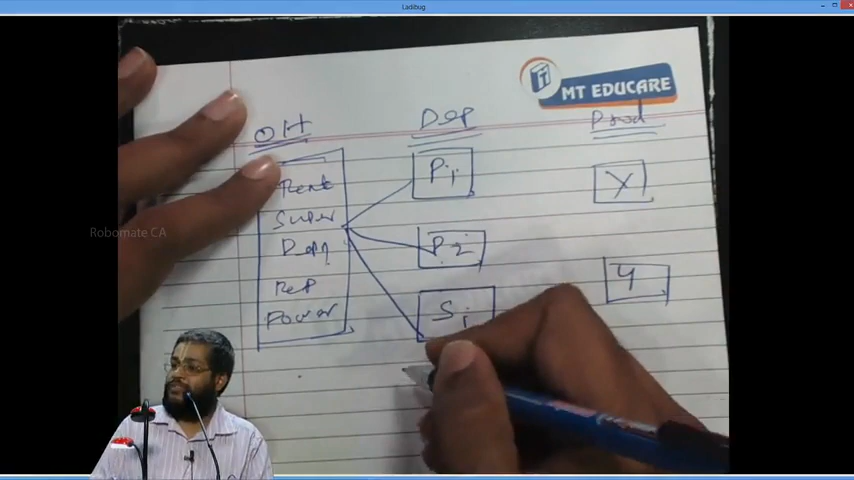 Ladibug
MT EDUCARE
OH
Dep
Prod
Rent
Super
Depn
Rep
Power
P1
P2
S1
X
Y
Robomate CA